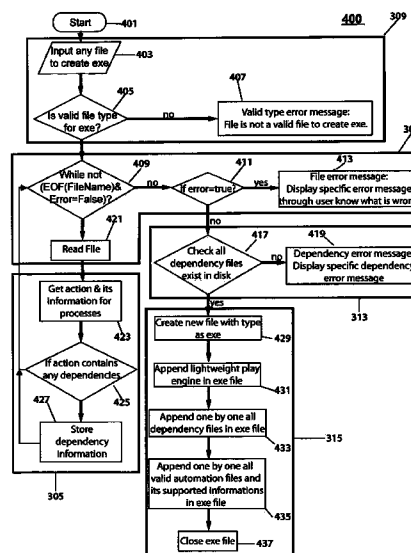 Start
401
400
309
Input any file
to create exe
403
405
Is valid file type
for exe?
no
407
Valid type error message:
File is not a valid file to create exe.
30
While not
(EOF(FileName)&
Error=False)?
409
no
411
If error=true?
yes
413
File error message:
Display specific error message
through user know what is wron
421
Read File
no
417
Check all
dependency files
exist in disk
no
419
Dependency error message:
Display specific dependency
error message
313
yes
Get action & its
information for
processes
423
If action contains
any dependencies
425
427
Store
dependency
information
305
Create new file with type
as exe
429
Append lightweight play
engine in exe file
431
Append one by one all
dependency files in exe file
433
315
Append one by one all
valid automation files and
its supported informations
in exe file
435
Close exe file
437